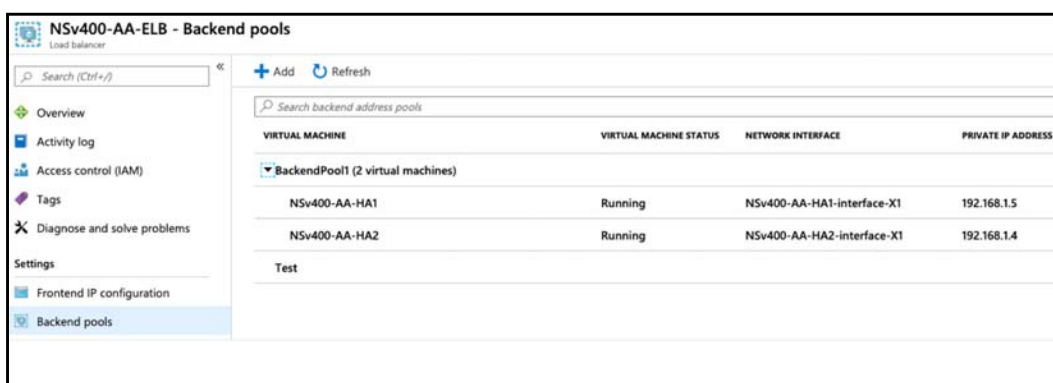 NSv400-AA-ELB - Backend pools
Load balancer
Search (Ctrl+/)
«
Overview
Activity log
Access control (IAM)
Tags
Diagnose and solve problems
Settings
Frontend IP configuration
Backend pools
Add Refresh
Search backend address pools
VIRTUAL MACHINE VIRTUAL MACHINE STATUS NETWORK INTERFACE PRIVATE IP ADDRESS
BackendPool1 (2 virtual machines)
NSv400-AA-HA1 Running NSv400-AA-HA1-interface-X1 192.168.1.5
NSv400-AA-HA2 Running NSv400-AA-HA2-interface-X1 192.168.1.4
Test